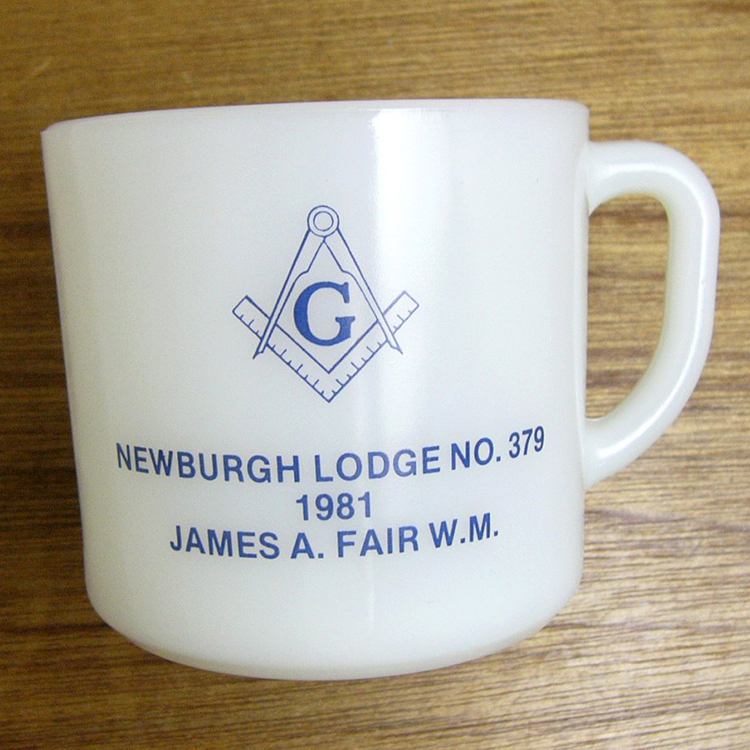 G
NEWBURGH LODGE NO. 379
1981
JAMES A. FAIR W.M.